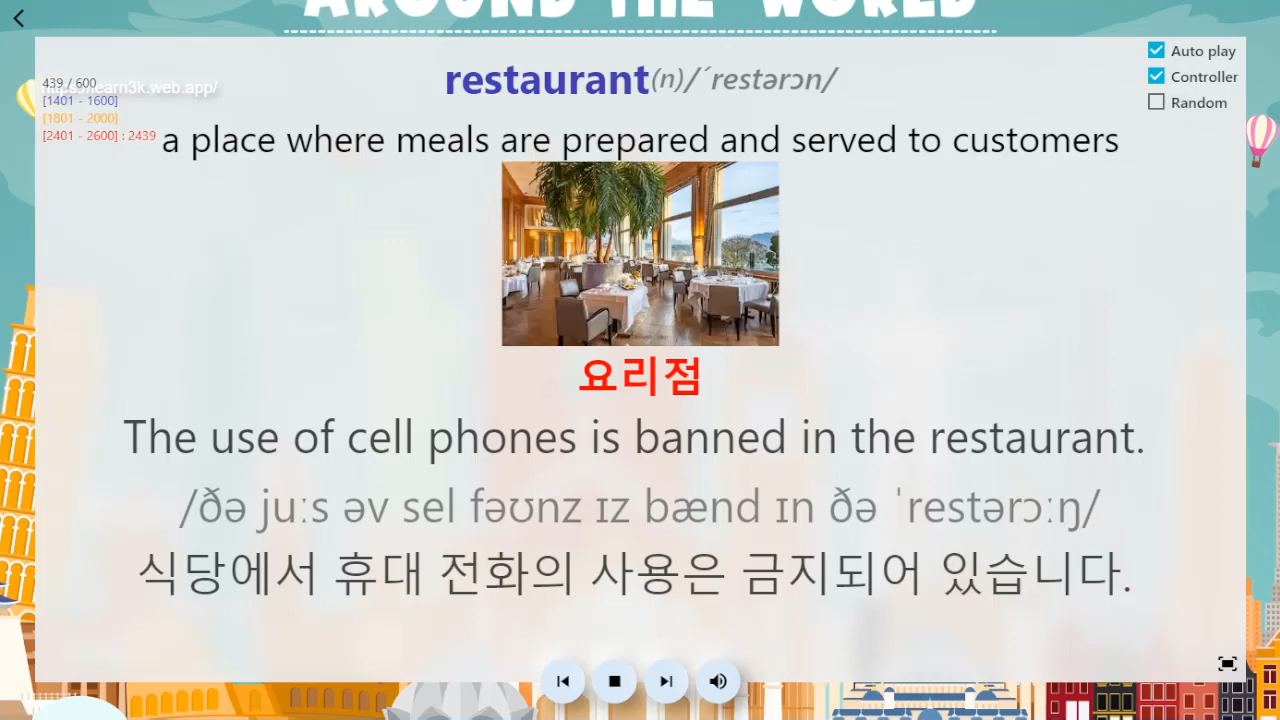 AROUND THE WORLD
439 / 600
https://learn3k.web.app/
[1401 - 1600]
[1801 - 2000]
[2401 - 2600] : 2439
Auto play
Controller
Random
restaurant(n)/ˊrestərɔn/
a place where meals are prepared and served to customers
요리점
The use of cell phones is banned in the restaurant.
/ðə juːs əv sel fəʊnz ɪz bænd ɪn ðə ˈrestərɔːŋ/
식당에서 휴대 전화의 사용은 금지되어 있습니다.